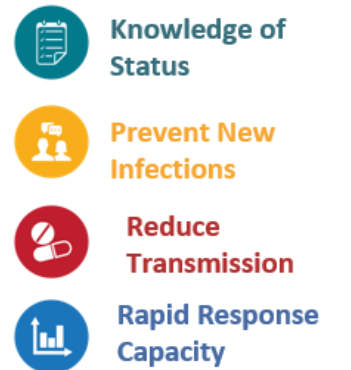 Knowledge of
Status
Prevent New
Infections
Reduce
Transmission
Rapid Response
Capacity